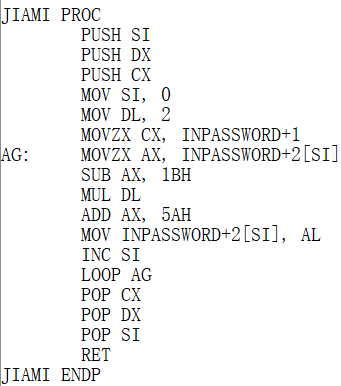 JIAMI PROC
PUSH SI
PUSH DX
PUSH CX
MOV SI, 0
MOV DL, 2
MOVZX CX, INPASSWORD+1
AG: MOVZX AX, INPASSWORD+2[SI]
SUB AX, 1BH
MUL DL
ADD AX, 5AH
MOV INPASSWORD+2[SI], AL
INC SI
LOOP AG
POP CX
POP DX
POP SI
RET
JIAMI ENDP